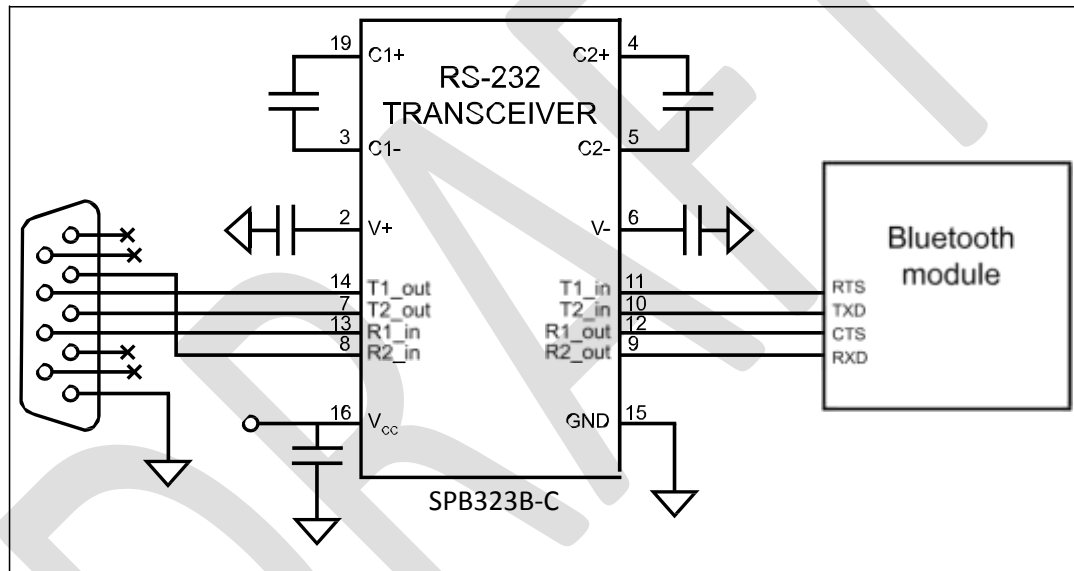 DRAFT
RS-232
TRANSCEIVER
19
C1+
C2+
4
3
C1-
C2-
5
2
V+
V-
6
14
T1_out
T1_in
11
RTS
7
T2_out
T2_in
10
TXD
13
R1_in
R1_out
12
CTS
8
R2_in
R2_out
9
RXD
Bluetooth
module
16
Vcc
GND
15
SPB323B-C